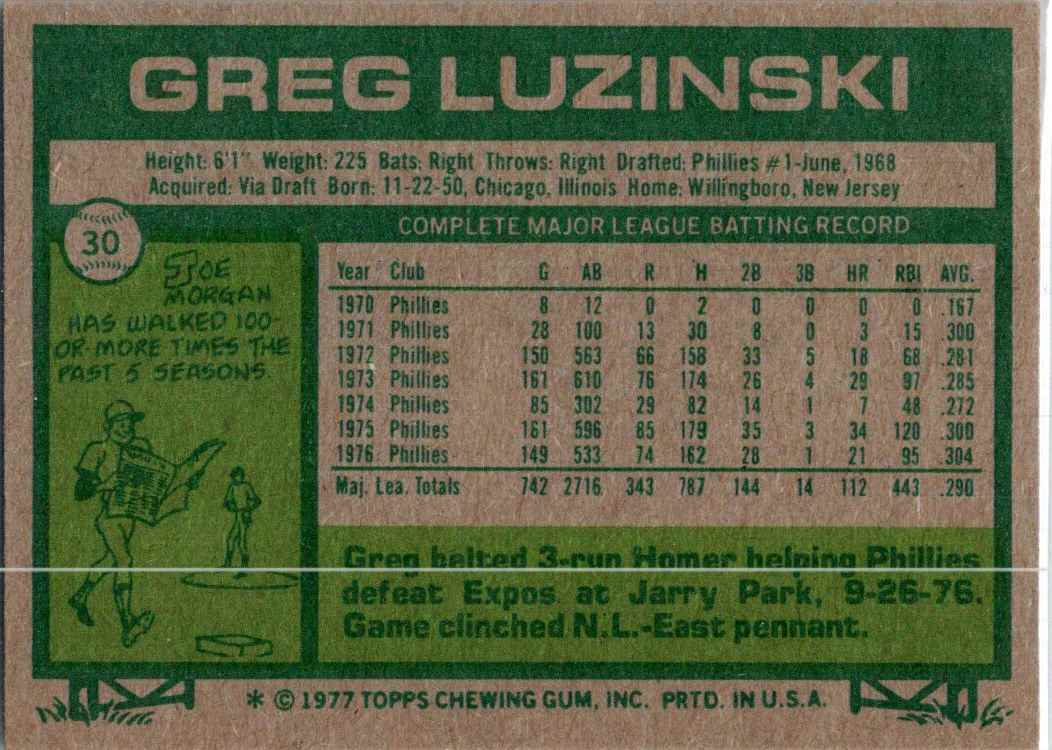 GREG LUZINSKI
Height: 6'1" Weight: 225 Bats: Right Throws: Right Drafted: Phillies #1-June, 1968
Acquired: Via Draft Born: 11-22-50, Chicago, Illinois Home: Willingboro, New Jersey
30
JOE
MORGAN
HAS WALKED 100
OR MORE TIMES THE
PAST 5 SEASONS.
COMPLETE MAJOR LEAGUE BATTING RECORD
Year Club G AB R H 2B 3B HR RBI AVG.
1970 Phillies 8 12 0 2 0 0 0 0 .167
1971 Phillies 28 100 13 30 8 0 3 15 .300
1972 Phillies 150 563 66 158 33 5 18 68 .281
1973 Phillies 161 610 76 174 26 4 29 97 .285
1974 Phillies 85 302 29 82 14 1 7 48 .272
1975 Phillies 161 596 85 179 35 3 34 120 .300
1976 Phillies 149 533 74 162 28 1 21 95 .304
Maj. Lea. Totals 742 2716 343 787 144 14 112 443 .290
Greg belted 3-run Homer helping Phillies
defeat Expos at Jarry Park, 9-26-76.
Game clinched N.L.-East pennant.
* © 1977 TOPPS CHEWING GUM, INC. PRTD. IN U.S.A.